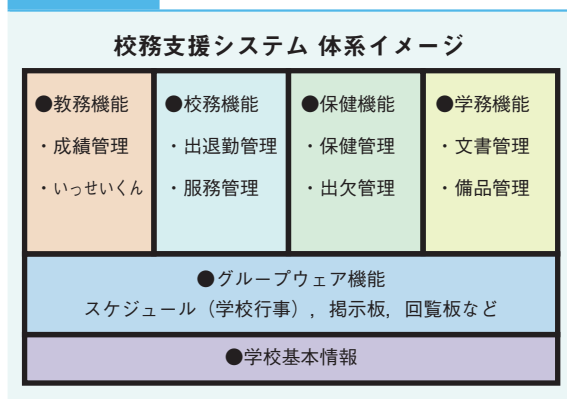 校務支援システム 体系イメージ
●教務機能
・成績管理
・いっせいくん
●校務機能
・出退勤管理
・服務管理
●保健機能
・保健管理
・出欠管理
●学務機能
・文書管理
・備品管理
●グループウェア機能
スケジュール（学校行事）, 掲示板, 回覧板など
●学校基本情報